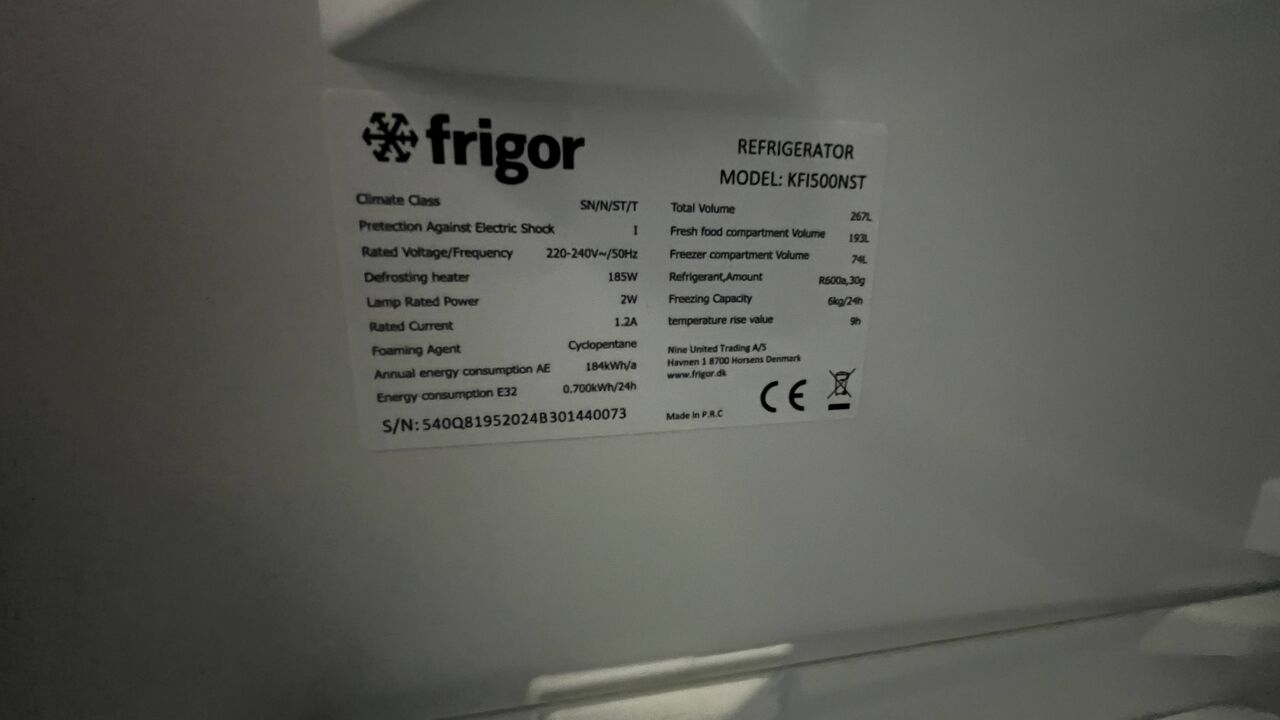 frigor
REFRIGERATOR
MODEL: KFI500NST
Climate Class SN/N/ST/T
Pretection Against Electric Shock I
Rated Voltage/Frequency 220-240V~/50Hz
Defrosting heater 185W
Lamp Rated Power 2W
Rated Current 1.2A
Foaming Agent Cyclopentane
Annual energy consumption AE 184kWh/a
Energy consumption E32 0.700kWh/24h
S/N: 540Q81952024B301440073
Total Volume 267L
Fresh food compartment Volume 193L
Freezer compartment Volume 74L
Refrigerant,Amount R600a,30g
Freezing Capacity 6kg/24h
temperature rise value 9h
Nine United Trading A/S
Havnen 1 8700 Horsens Denmark
www.frigor.dk
CE
Made in P.R.C